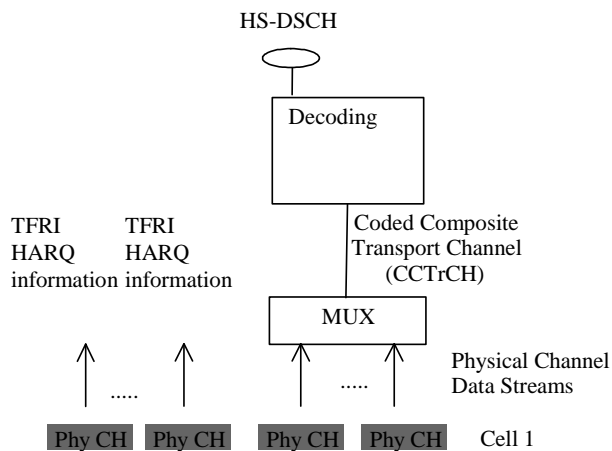 HS-DSCH
Decoding
TFRI
HARQ
information
TFRI
HARQ
information
Coded Composite
Transport Channel
(CCTrCH)
MUX
Physical Channel
Data Streams
.....
.....
Phy CH
Phy CH
Phy CH
Phy CH
Cell 1